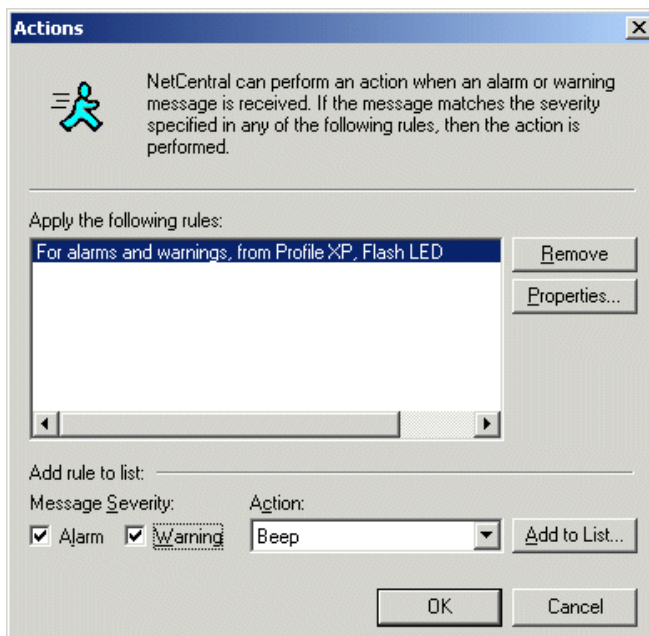 Actions
NetCentral can perform an action when an alarm or warning
message is received. If the message matches the severity
specified in any of the following rules, then the action is
performed.
Apply the following rules:
For alarms and warnings, from Profile XP, Flash LED
Remove
Properties...
Add rule to list:
Message Severity:
Action:
Alarm
Warning
Beep
Add to List...
OK
Cancel